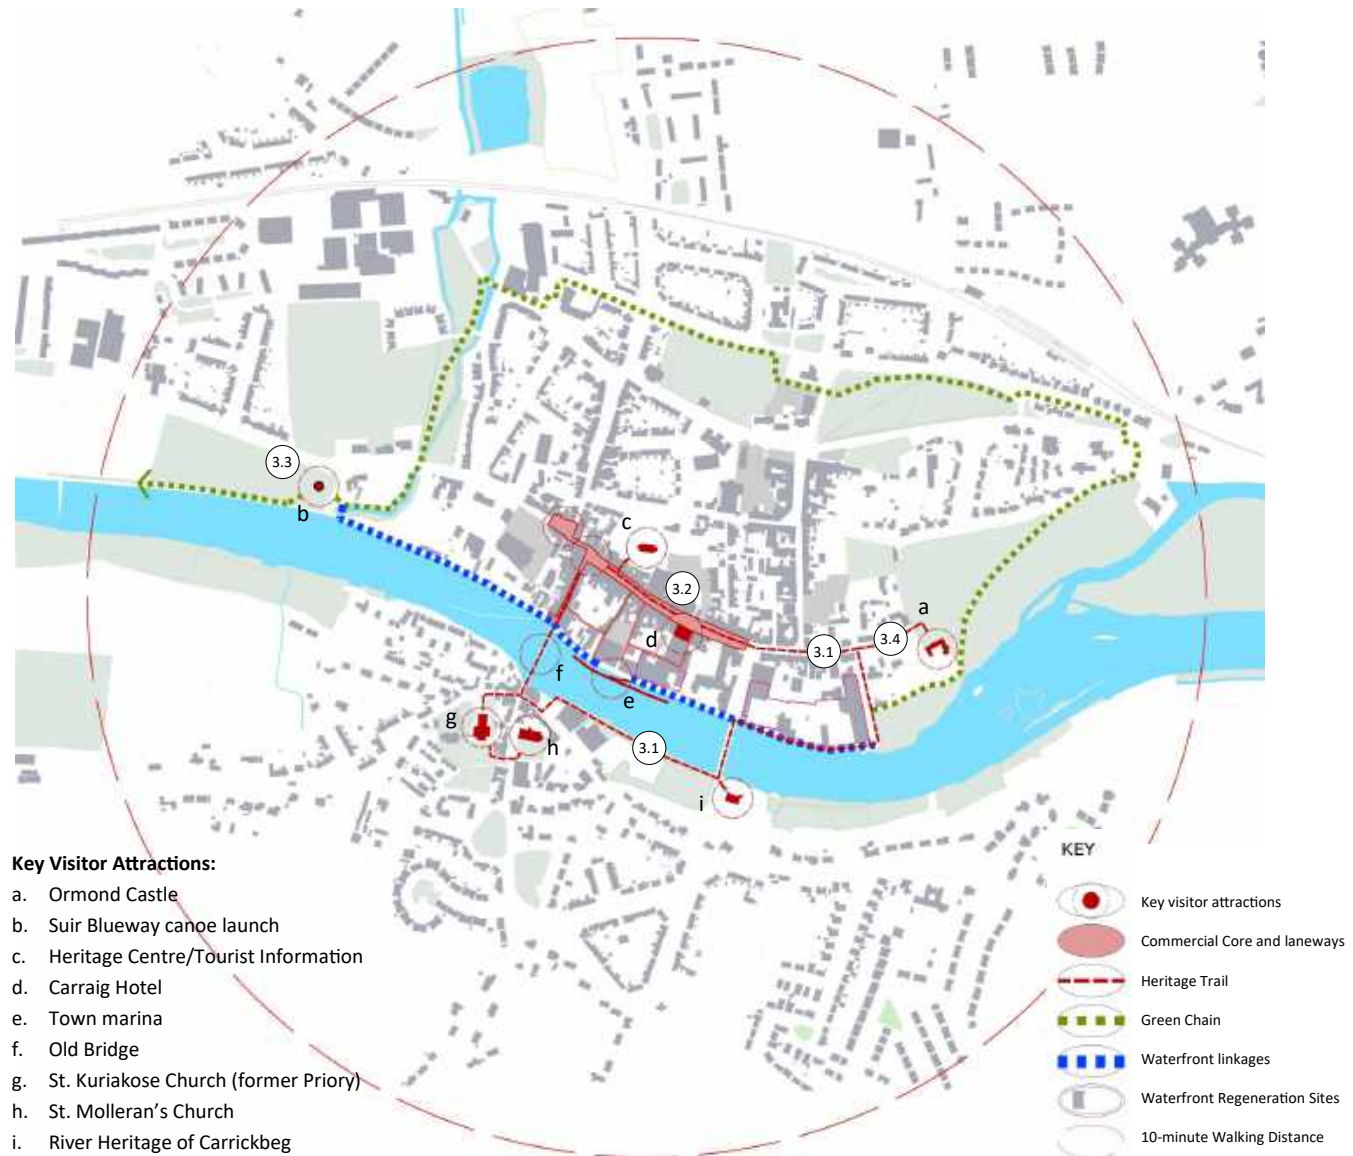 3.3
b
c
3.2
a
3.4
3.1
d
f
e
g
h
3.1
i
Key Visitor Attractions:
a. Ormond Castle
b. Suir Blueway canoe launch
c. Heritage Centre/Tourist Information
d. Carraig Hotel
e. Town marina
f. Old Bridge
g. St. Kuriakose Church (former Priory)
h. St. Molleran's Church
i. River Heritage of Carrickbeg
KEY
Key visitor attractions
Commercial Core and laneways
Heritage Trail
Green Chain
Waterfront linkages
Waterfront Regeneration Sites
10-minute Walking Distance